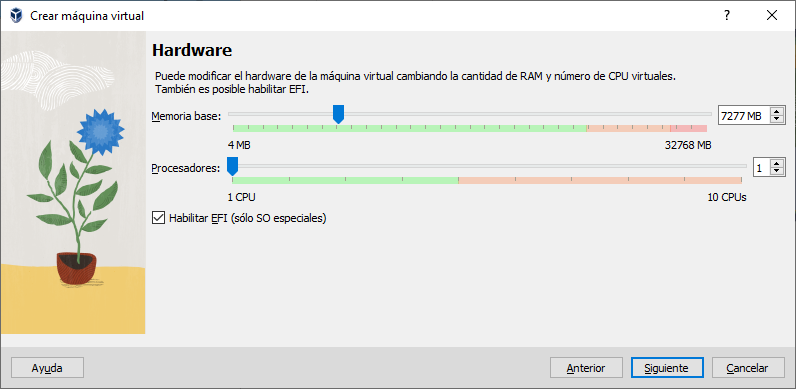 Crear máquina virtual
Hardware
Puede modificar el hardware de la máquina virtual cambiando la cantidad de RAM y número de CPU virtuales.
También es posible habilitar EFI.
Memoria base: 7277 MB
4 MB 32768 MB
Procesadores: 1
1 CPU 10 CPUs
Habilitar EFI (sólo SO especiales)
Ayuda Anterior Siguiente Cancelar